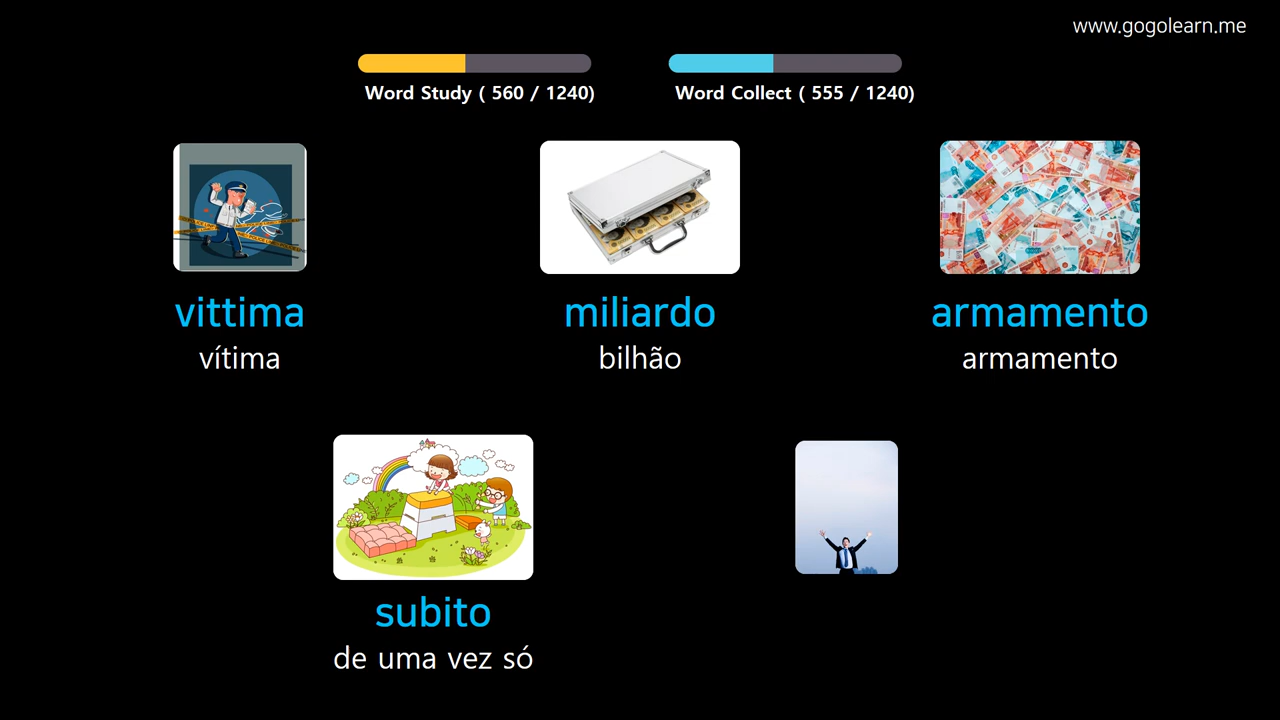 www.gogolearn.me
Word Study ( 560 / 1240)
Word Collect ( 555 / 1240)
vittima
vítima
miliardo
bilhão
armamento
armamento
subito
de uma vez só